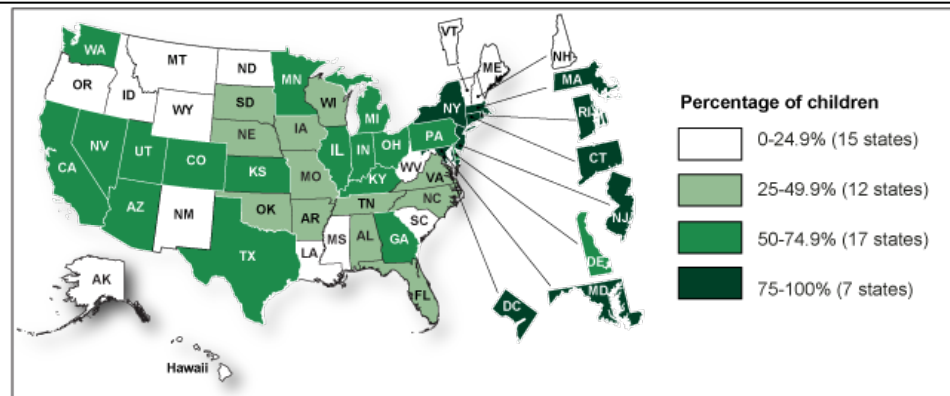 VT
NH
WA
MT
ND
MN
ME
MA
OR
ID
SD
WI
NY
RI
WY
MI
NE
IA
PA
CT
NV
UT
CO
IL
IN
OH
CA
KS
MO
KY
WV
VA
NJ
AZ
NM
OK
AR
TN
NC
SC
DE
TX
LA
MS
AL
GA
MD
AK
FL
DC
Hawaii
Percentage of children
0-24.9% (15 states)
25-49.9% (12 states)
50-74.9% (17 states)
75-100% (7 states)